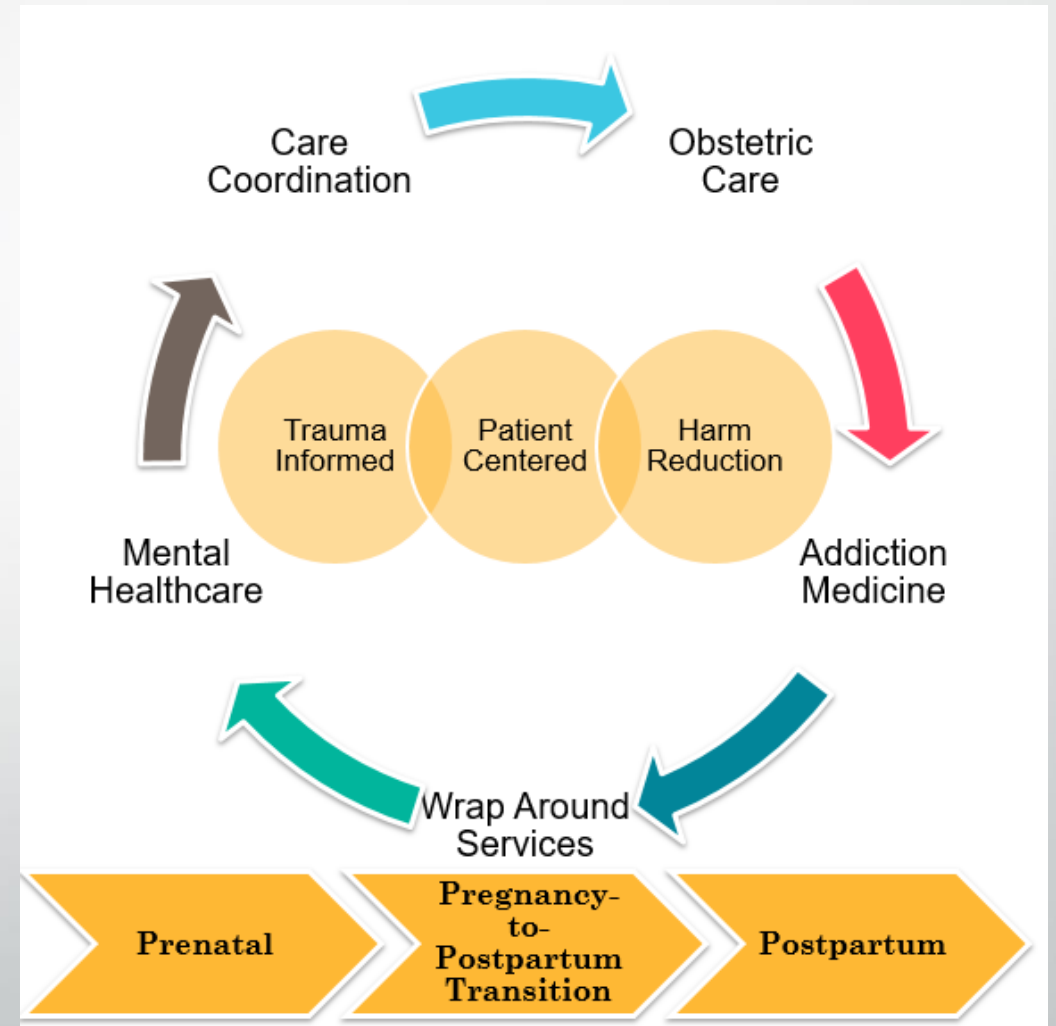 Care
Coordination
Obstetric
Care
Trauma
Informed
Patient
Centered
Harm
Reduction
Mental
Healthcare
Addiction
Medicine
Wrap Around
Services
Prenatal
Pregnancy-
to-
Postpartum
Transition
Postpartum